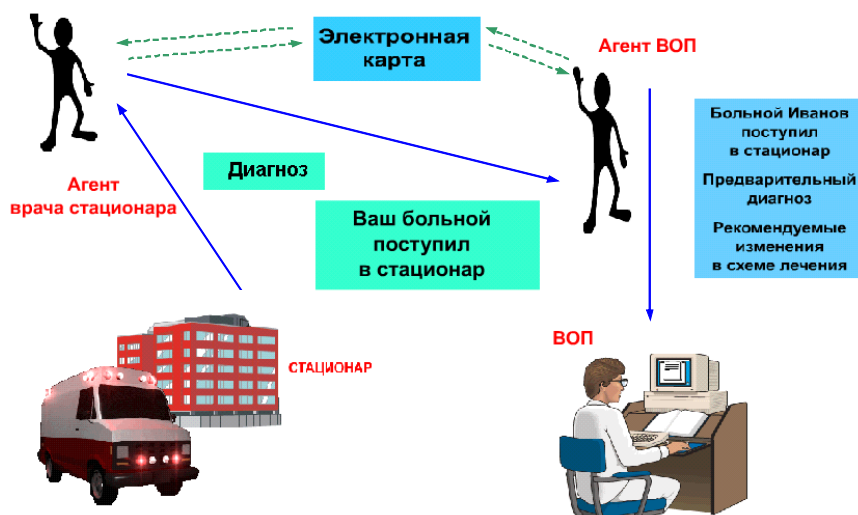 Электронная
карта
Агент ВОП
Больной Иванов
поступил
в стационар
Предварительный
диагноз
Рекомендуемые
изменения
в схеме лечения
Диагноз
Агент
врача стационара
Ваш больной
поступил
в стационар
СТАЦИОНАР
ВОП